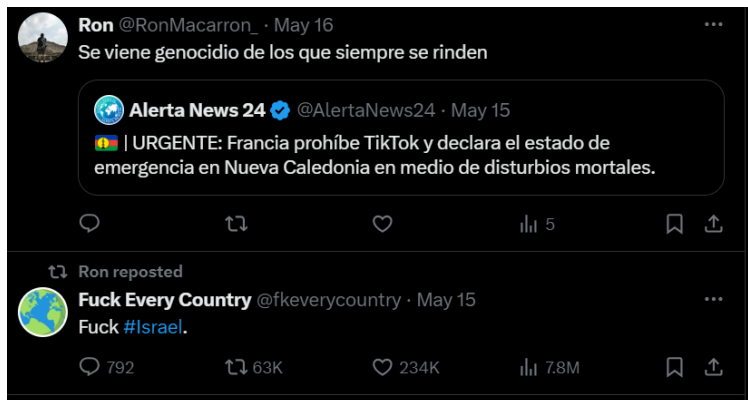 Ron @RonMacarron_ · May 16
Se viene genocidio de los que siempre se rinden
Alerta News 24 @AlertaNews24 · May 15
| URGENTE: Francia prohíbe TikTok y declara el estado de
emergencia en Nueva Caledonia en medio de disturbios mortales.
5
Ron reposted
Fuck Every Country @fkeverycountry · May 15
Fuck #Israel.
792 63K 234K 7.8M